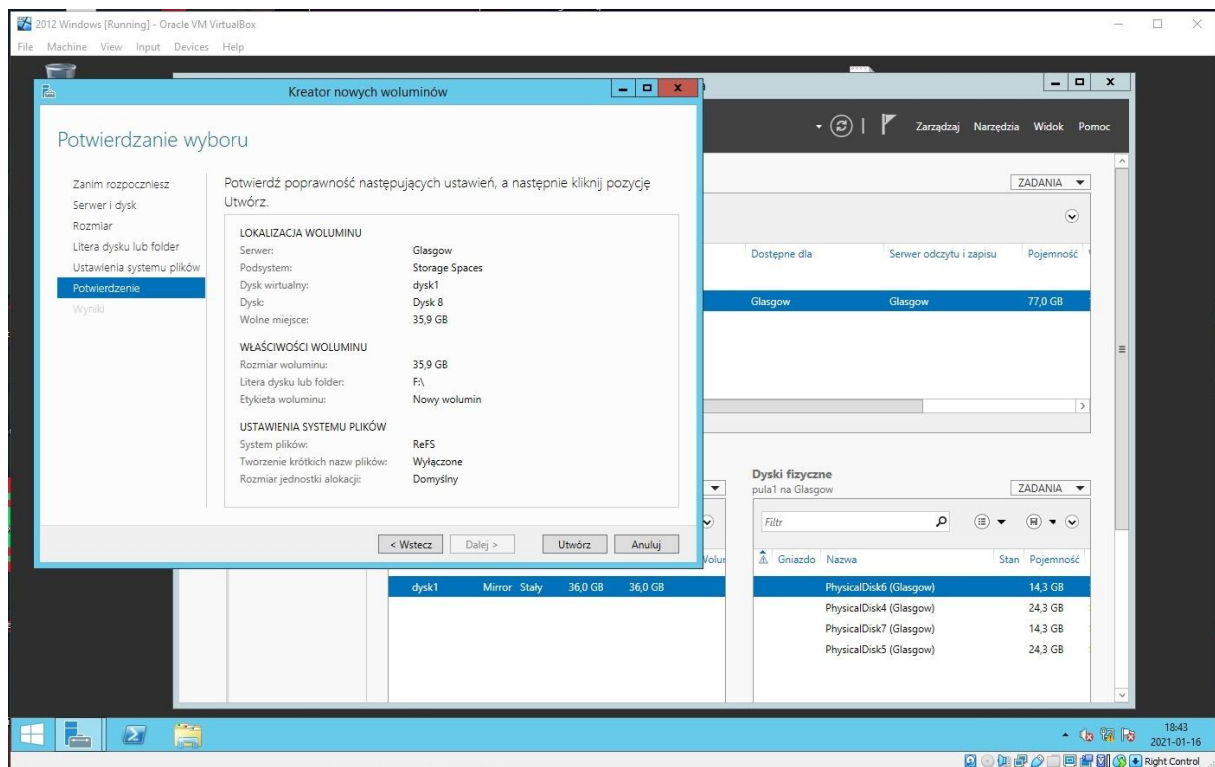 2012 Windows [Running] - Oracle VM VirtualBox
File Machine View Input Devices Help
Kreator nowych woluminów
Potwierdzanie wyboru
Zanim rozpoczniesz
Serwer i dysk
Rozmiar
Litera dysku lub folder
Ustawienia systemu plików
Potwierdzenie
Wyniki
Potwierdź poprawność następujących ustawień, a następnie kliknij pozycję
Utwórz.
LOKALIZACJA WOLUMINU
Serwer: Glasgow
Podsystem: Storage Spaces
Dysk wirtualny: dysk1
Dysk: Dysk 8
Wolne miejsce: 35,9 GB
WŁAŚCIWOŚCI WOLUMINU
Rozmiar woluminu: 35,9 GB
Litera dysku lub folder: F:\
Etykieta woluminu: Nowy wolumin
USTAWIENIA SYSTEMU PLIKÓW
System plików: ReFS
Tworzenie krótkich nazw plików: Wyłączone
Rozmiar jednostki alokacji: Domyślny
< Wstecz Dalej > Utwórz Anuluj
Zarządzaj Narzędzia Widok Pomoc
ZADANIA
Dostępne dla Serwer odczytu i zapisu Pojemność
Glasgow Glasgow 77,0 GB
dysk1 Mirror Stały 36,0 GB 36,0 GB
Dyski fizyczne
pula1 na Glasgow
ZADANIA
Filtr
Gniazdo Nazwa Stan Pojemność
PhysicalDisk6 (Glasgow) 14,3 GB
PhysicalDisk4 (Glasgow) 24,3 GB
PhysicalDisk7 (Glasgow) 14,3 GB
PhysicalDisk5 (Glasgow) 24,3 GB
18:43
2021-01-16
Right Control